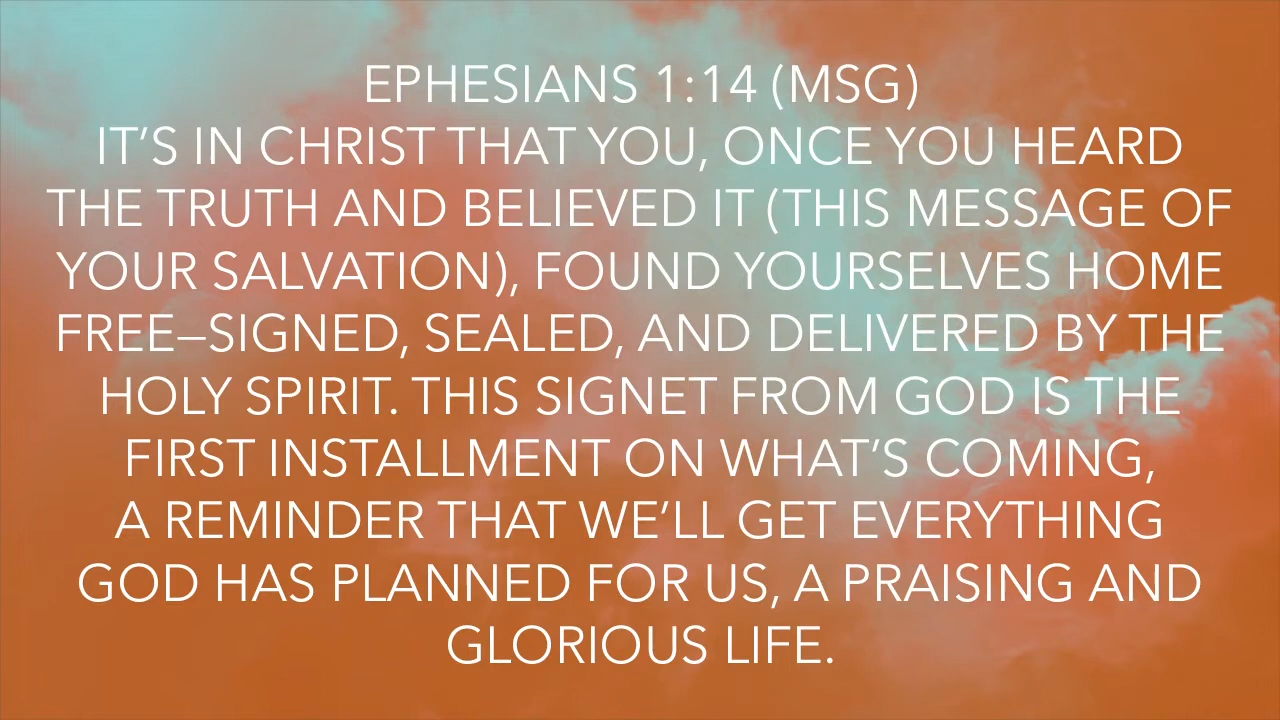 EPHESIANS 1:14 (MSG)
IT’S IN CHRIST THAT YOU, ONCE YOU HEARD
THE TRUTH AND BELIEVED IT (THIS MESSAGE OF
YOUR SALVATION), FOUND YOURSELVES HOME
FREE—SIGNED, SEALED, AND DELIVERED BY THE
HOLY SPIRIT. THIS SIGNET FROM GOD IS THE
FIRST INSTALLMENT ON WHAT’S COMING,
A REMINDER THAT WE’LL GET EVERYTHING
GOD HAS PLANNED FOR US, A PRAISING AND
GLORIOUS LIFE.